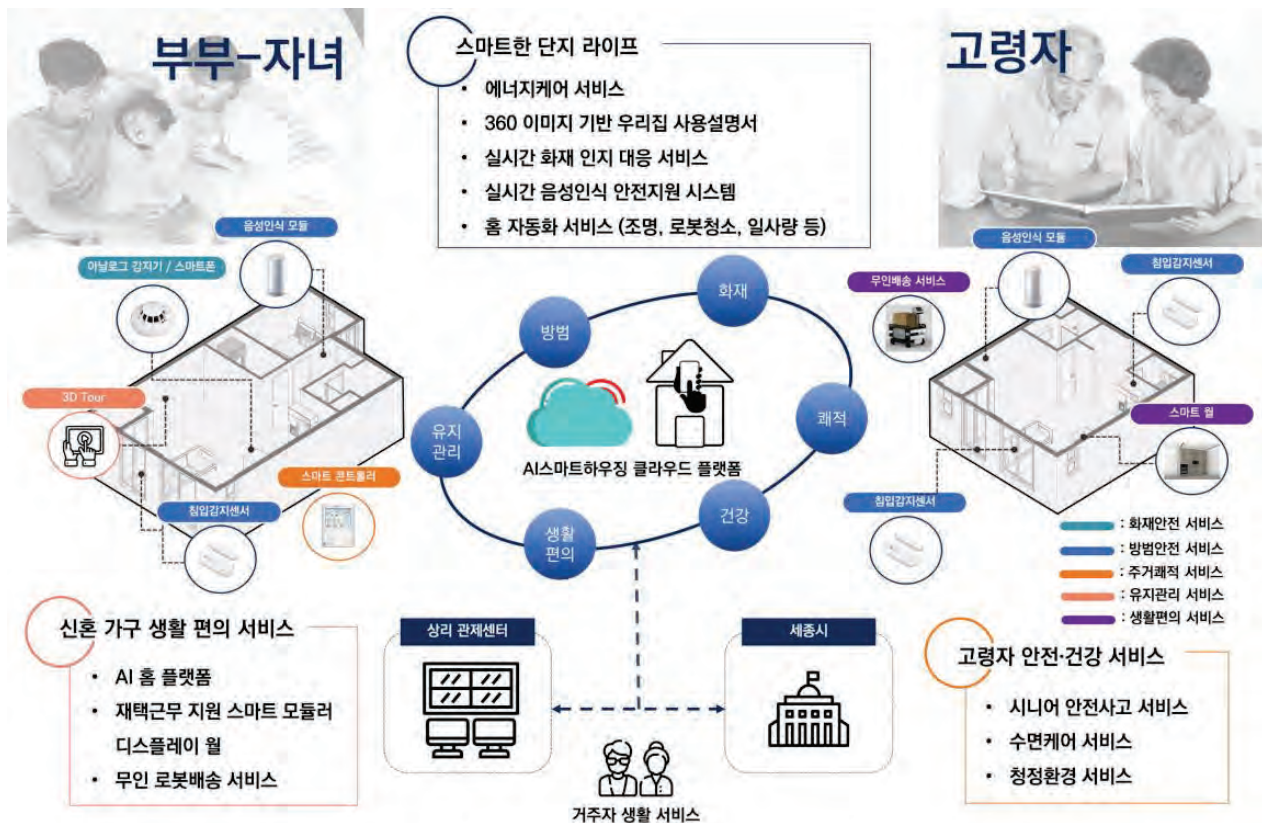 부부-자녀
스마트한 단지 라이프
• 에너지케어 서비스
• 360 이미지 기반 우리집 사용설명서
• 실시간 화재 인지 대응 서비스
• 실시간 음성인식 안전지원 시스템
• 홈 자동화 서비스 (조명, 로봇청소, 일사량 등)
고령자
음성인식 모듈
아날로그 감지기 / 스마트폰
3D Tour
스마트 콘트롤러
침입감지센서
화재
방범
쾌적
유지
관리
건강
생활
편의
AI스마트하우징 클라우드 플랫폼
음성인식 모듈
침입감지센서
무인배송 서비스
스마트 월
침입감지센서
: 화재안전 서비스
: 방범안전 서비스
: 주거쾌적 서비스
: 유지관리 서비스
: 생활편의 서비스
신혼 가구 생활 편의 서비스
• AI 홈 플랫폼
• 재택근무 지원 스마트 모듈러
디스플레이 월
• 무인 로봇배송 서비스
상리 관제센터
세종시
거주자 생활 서비스
고령자 안전·건강 서비스
• 시니어 안전사고 서비스
• 수면케어 서비스
• 청정환경 서비스